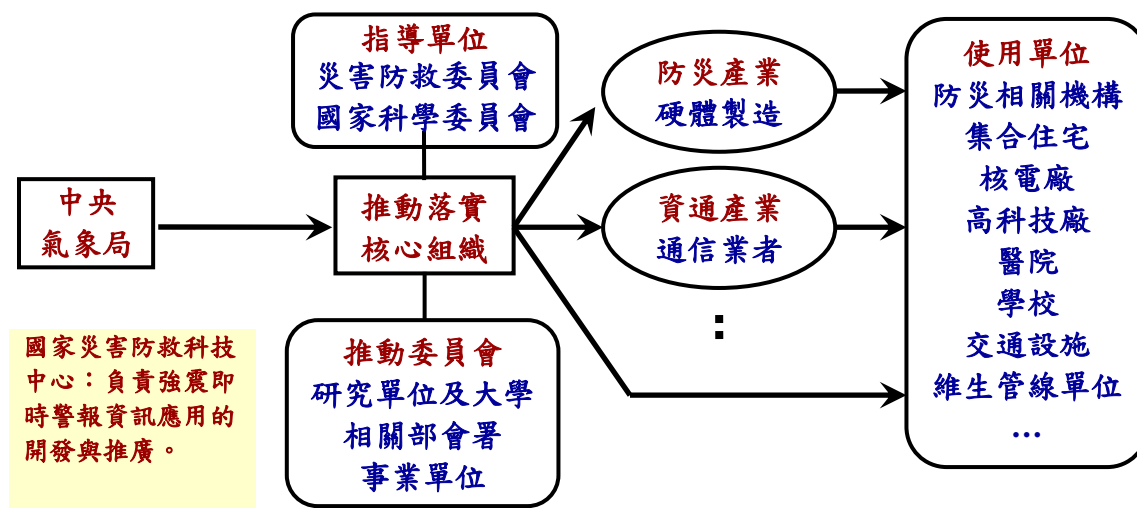 指導單位
災害防救委員會
國家科學委員會
中央
氣象局
推動落實
核心組織
推動委員會
研究單位及大學
相關部會署
事業單位
防災產業
硬體製造
資通產業
通信業者
:
使用單位
防災相關機構
集合住宅
核電廠
高科技廠
醫院
學校
交通設施
維生管線單位
…
國家災害防救科技
中心：負責強震即
時警報資訊應用的
開發與推廣。